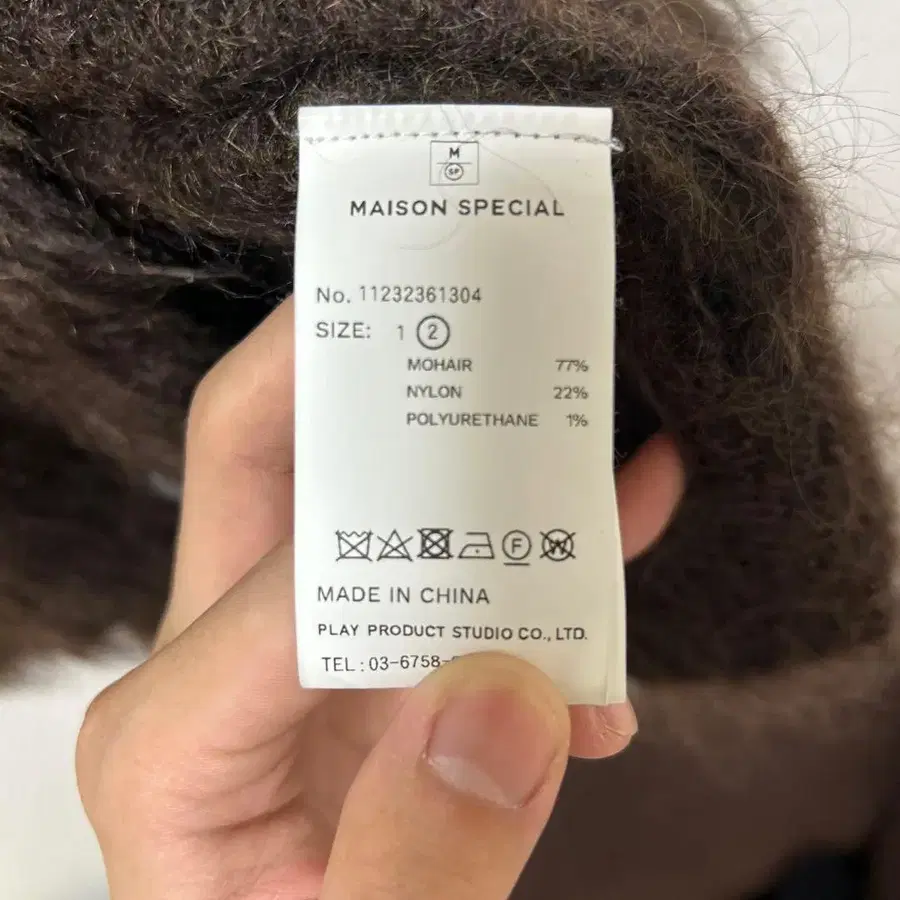 M
SP
MAISON SPECIAL
No. 11232361304
SIZE: 1 2
MOHAIR 77%
NYLON 22%
POLYURETHANE 1%
F W
MADE IN CHINA
PLAY PRODUCT STUDIO CO., LTD.
TEL : 03-6758-